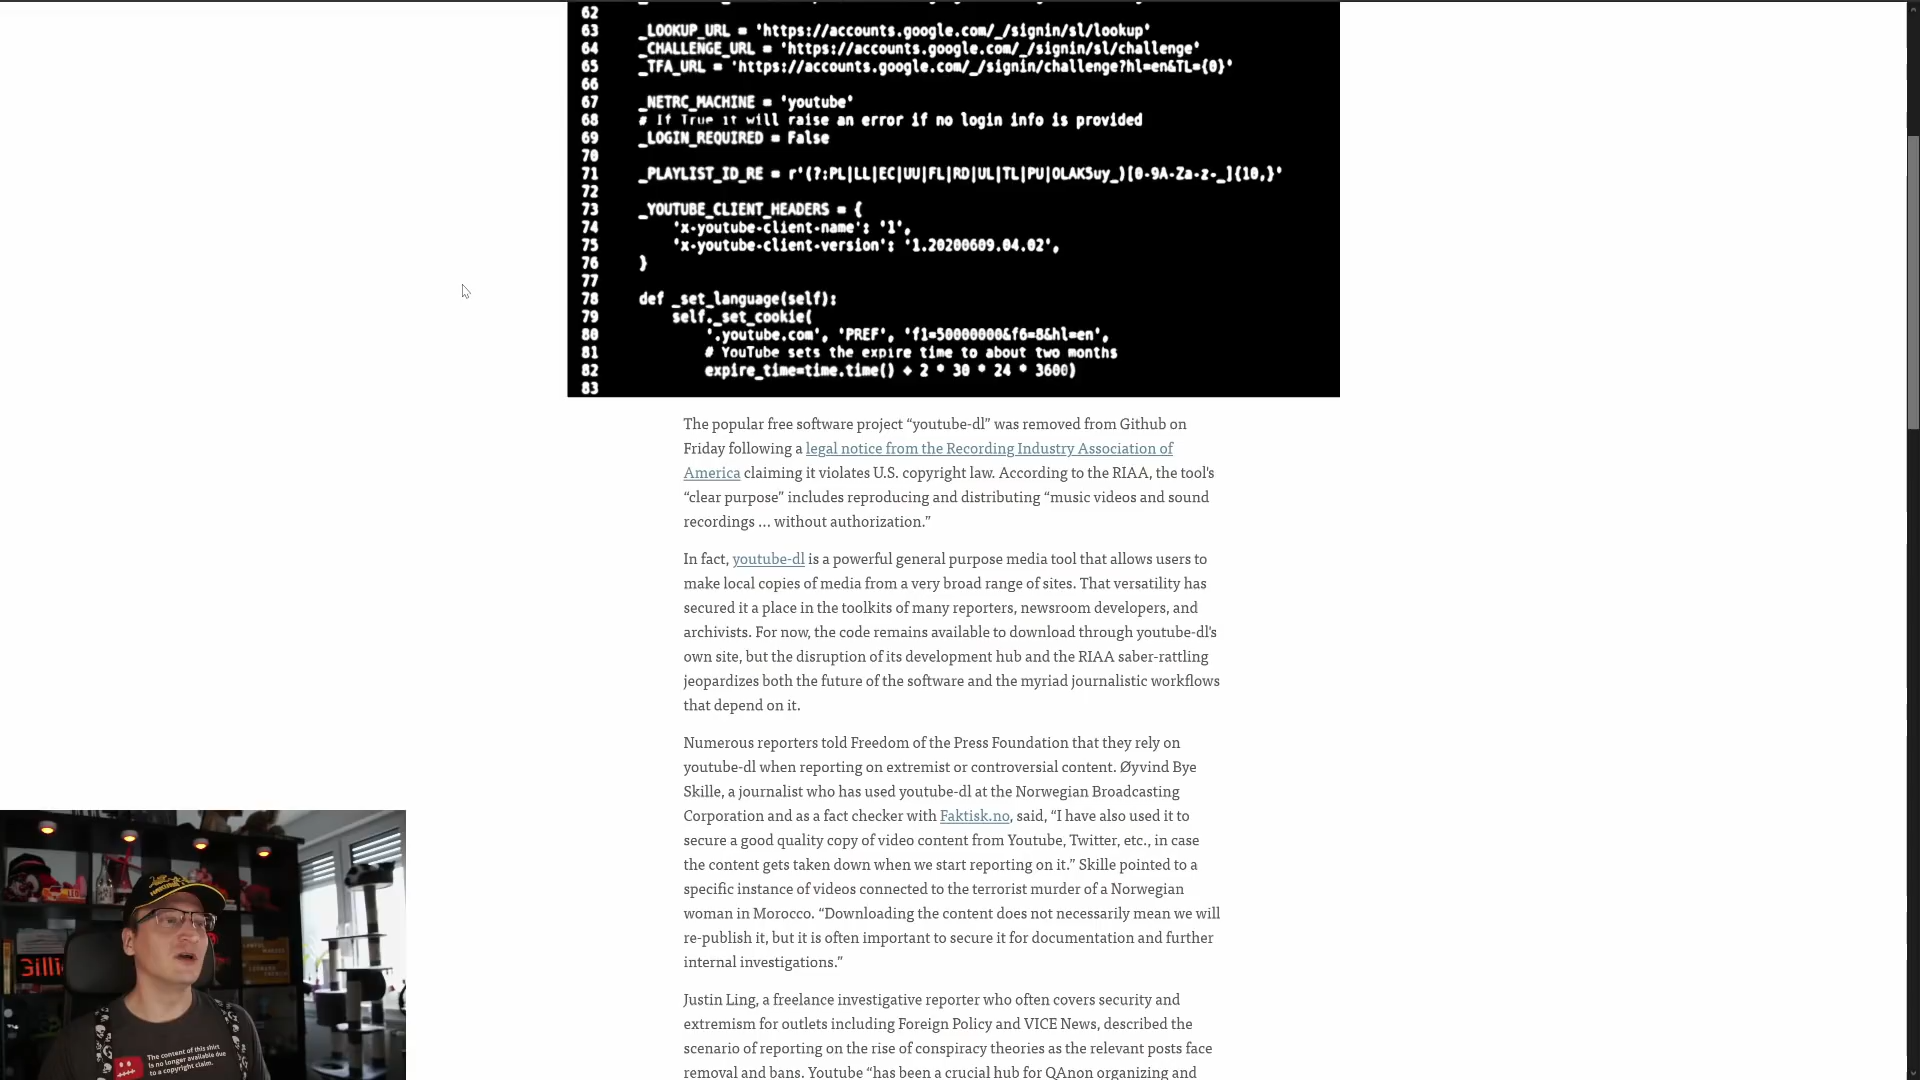 62
63 _LOOKUP_URL = 'https://accounts.google.com/_/signin/sl/lookup'
64 _CHALLENGE_URL = 'https://accounts.google.com/_/signin/sl/challenge'
65 _TFA_URL = 'https://accounts.google.com/_/signin/challenge?hl=en&TL={0}'
66
67 _NETRC_MACHINE = 'youtube'
68 # If True it will raise an error if no login info is provided
69 _LOGIN_REQUIRED = False
70
71 _PLAYLIST_ID_RE = r'(?:PL|LL|EC|UU|FL|RD|UL|TL|PU|OLAK5uy_)[0-9A-Za-z-_]{10,}'
72
73 _YOUTUBE_CLIENT_HEADERS = {
74 'x-youtube-client-name': '1',
75 'x-youtube-client-version': '1.20200609.04.02',
76 }
77
78 def _set_language(self):
79 self._set_cookie(
80 '.youtube.com', 'PREF', 'f1=50000000&f6=8&hl=en',
81 # YouTube sets the expire time to about two months
82 expire_time=time.time() + 2 * 30 * 24 * 3600)
83
The popular free software project “youtube-dl” was removed from Github on
Friday following a legal notice from the Recording Industry Association of
America claiming it violates U.S. copyright law. According to the RIAA, the tool's
“clear purpose” includes reproducing and distributing “music videos and sound
recordings … without authorization.”
In fact, youtube-dl is a powerful general purpose media tool that allows users to
make local copies of media from a very broad range of sites. That versatility has
secured it a place in the toolkits of many reporters, newsroom developers, and
archivists. For now, the code remains available to download through youtube-dl's
own site, but the disruption of its development hub and the RIAA saber-rattling
jeopardizes both the future of the software and the myriad journalistic workflows
that depend on it.
Numerous reporters told Freedom of the Press Foundation that they rely on
youtube-dl when reporting on extremist or controversial content. Øyvind Bye
Skille, a journalist who has used youtube-dl at the Norwegian Broadcasting
Corporation and as a fact checker with Faktisk.no, said, “I have also used it to
secure a good quality copy of video content from Youtube, Twitter, etc., in case
the content gets taken down when we start reporting on it.” Skille pointed to a
specific instance of videos connected to the terrorist murder of a Norwegian
woman in Morocco. “Downloading the content does not necessarily mean we will
re-publish it, but it is often important to secure it for documentation and further
internal investigations.”
Justin Ling, a freelance investigative reporter who often covers security and
extremism for outlets including Foreign Policy and VICE News, described the
scenario of reporting on the rise of conspiracy theories as the relevant posts face
removal and bans. Youtube “has been a crucial hub for QAnon organizing and
The content of this shirt
is no longer available due
to a copyright claim.